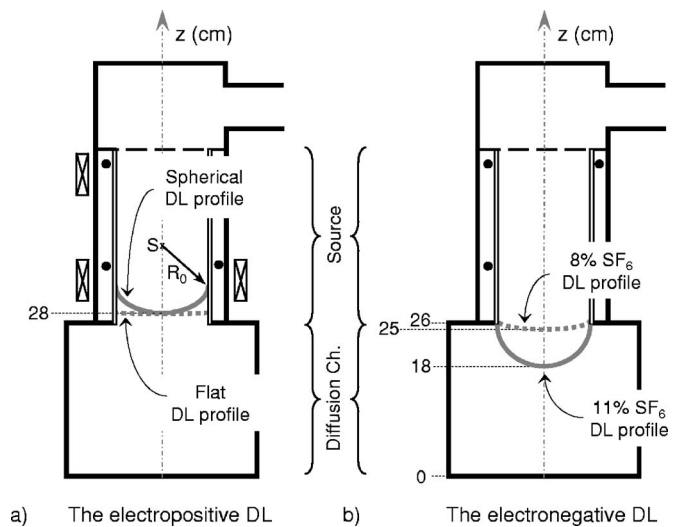 z (cm)
Spherical
DL profile
S
R0
28
Flat
DL profile
Source
Diffusion Ch.
a) The electropositive DL
z (cm)
8% SF6
DL profile
26
25
18
11% SF6
DL profile
0
b) The electronegative DL